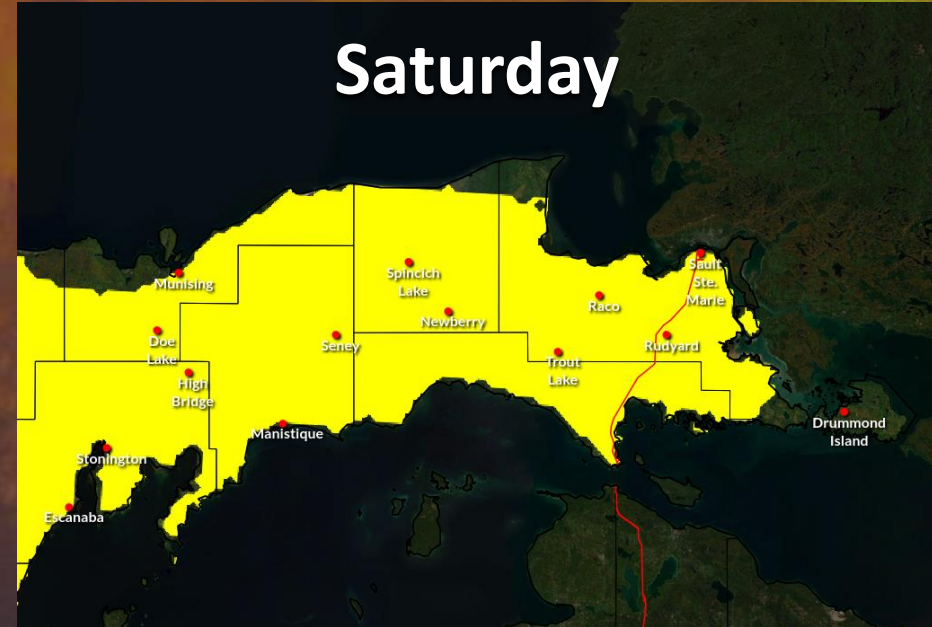 Saturday
Munising
Spincich
Lake
Sault
Ste.
Marie
Raco
Newberry
Doe
Lake
Seney
Rudyard
Trout
Lake
High
Bridge
Manistique
Drummond
Island
Stonington
Escanaba